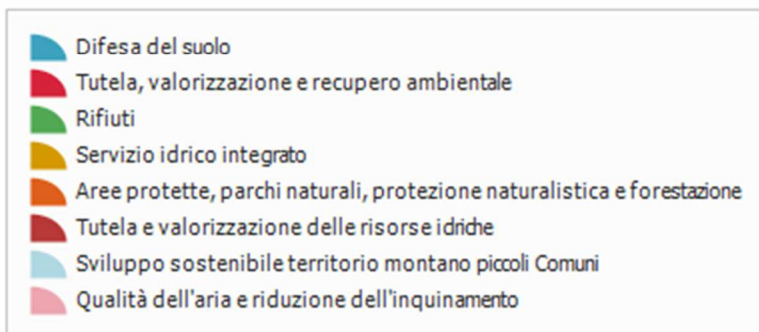 Difesa del suolo
Tutela, valorizzazione e recupero ambientale
Rifiuti
Servizio idrico integrato
Aree protette, parchi naturali, protezione naturalistica e forestazione
Tutela e valorizzazione delle risorse idriche
Sviluppo sostenibile territorio montano piccoli Comuni
Qualità dell'aria e riduzione dell'inquinamento